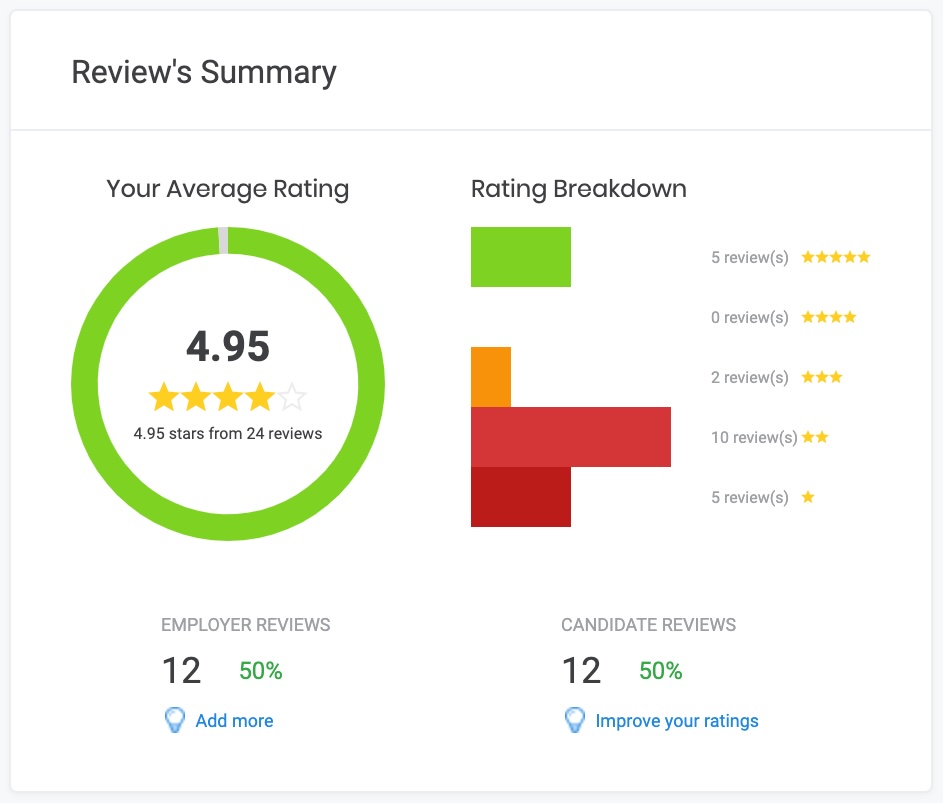 Review's Summary
Your Average Rating
4.95
4.95 stars from 24 reviews
Rating Breakdown
5 review(s)
0 review(s)
2 review(s)
10 review(s)
5 review(s)
EMPLOYER REVIEWS
12 50%
Add more
CANDIDATE REVIEWS
12 50%
Improve your ratings